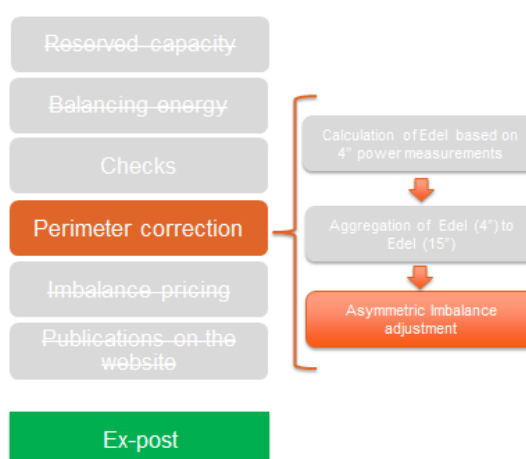 Reserved capacity
Balancing energy
Checks
Perimeter correction
Imbalance pricing
Publications on the
website
Ex-post
Calculation of Edel based on
4" power measurements
Aggregation of Edel (4") to
Edel (15")
Asymmetric Imbalance
adjustment